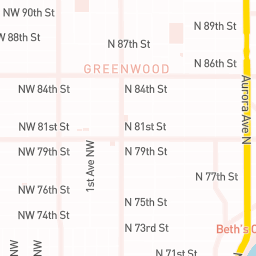 NW 90th St
N 89th St
W 88th St
N 87th St
N 86th St
GREENWOOD
NW 84th St
N 84th St
Aurora Ave N
NW 81st St
N 81st St
NW 79th St
N 79th St
1st Ave NW
N 77th St
NW 76th St
N 75th St
NW 74th St
N 73rd St
Beth's C
N 71st St